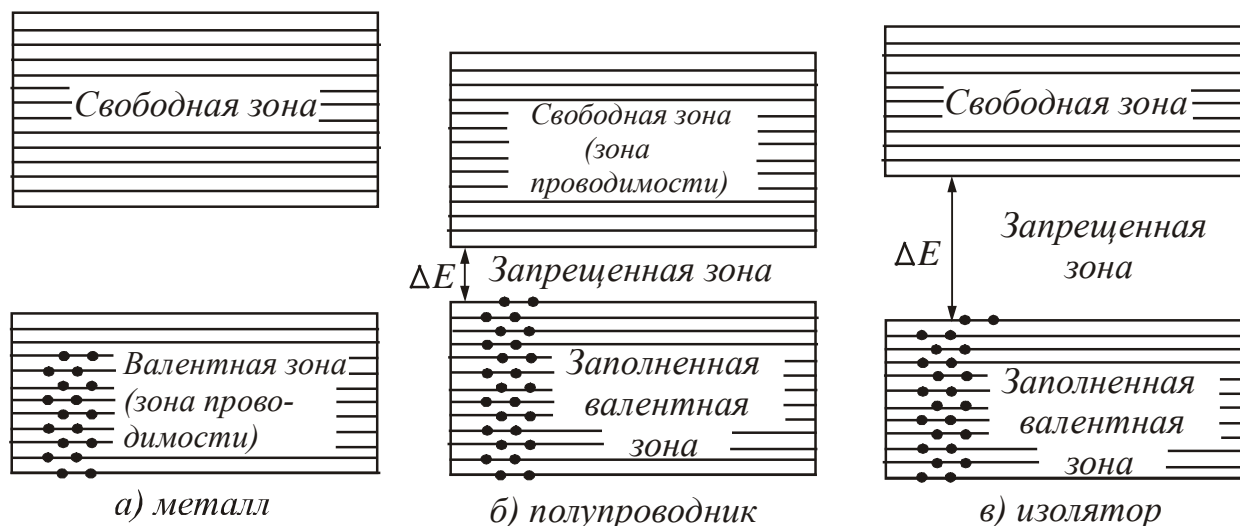 Свободная зона
Валентная зона
(зона прово-
димости)
а) металл
Свободная зона
(зона
проводимости)
ΔE
Запрещенная зона
Заполненная
валентная
зона
б) полупроводник
Свободная зона
ΔE
Запрещенная
зона
Заполненная
валентная
зона
в) изолятор